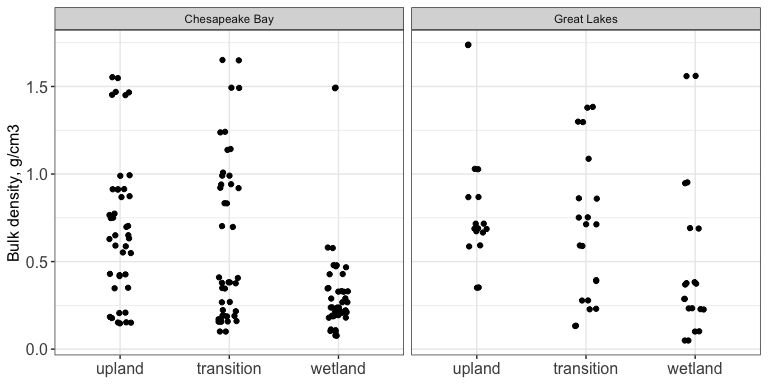 Chesapeake Bay
Great Lakes
Bulk density, g/cm3
1.5
1.0
0.5
0.0
upland
transition
wetland
upland
transition
wetland